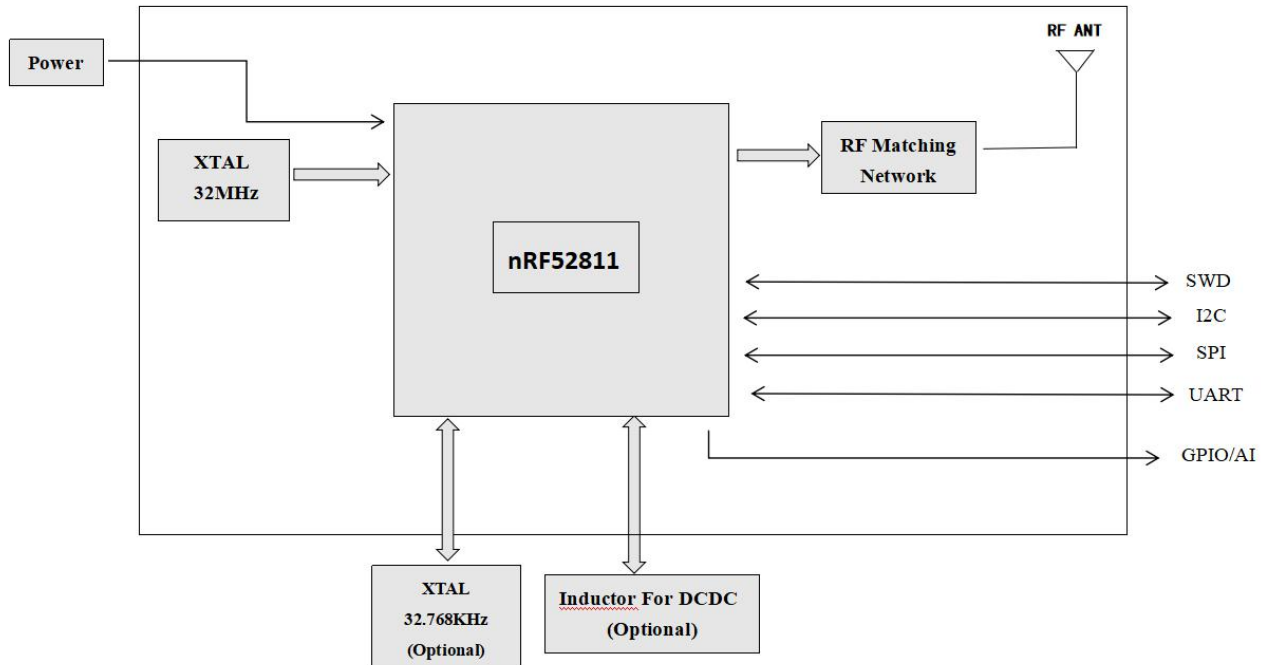 RF ANT
Power
XTAL
32MHz
RF Matching
Network
nRF52811
SWD
I2C
SPI
UART
GPIO/AI
XTAL
32.768KHz
(Optional)
Inductor For DCDC
(Optional)